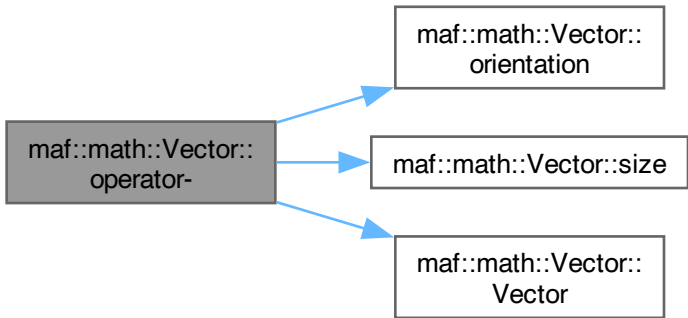 maf::math::Vector::
operator-
maf::math::Vector::
orientation
maf::math::Vector::size
maf::math::Vector::
Vector